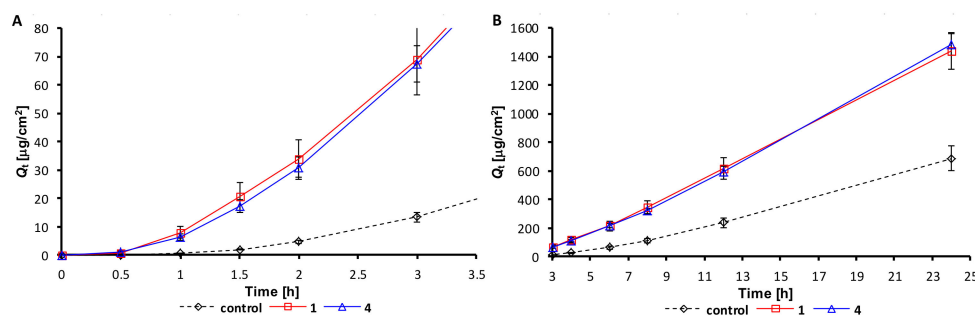 A
80
70
60
50
40
30
20
10
0
Qt [µg/cm²]
0 0.5 1 1.5 2 2.5 3 3.5
Time [h]
control 1 4
B
1600
1400
1200
1000
800
600
400
200
0
Qt [µg/cm²]
3 5 7 9 11 13 15 17 19 21 23 25
Time [h]
control 1 4